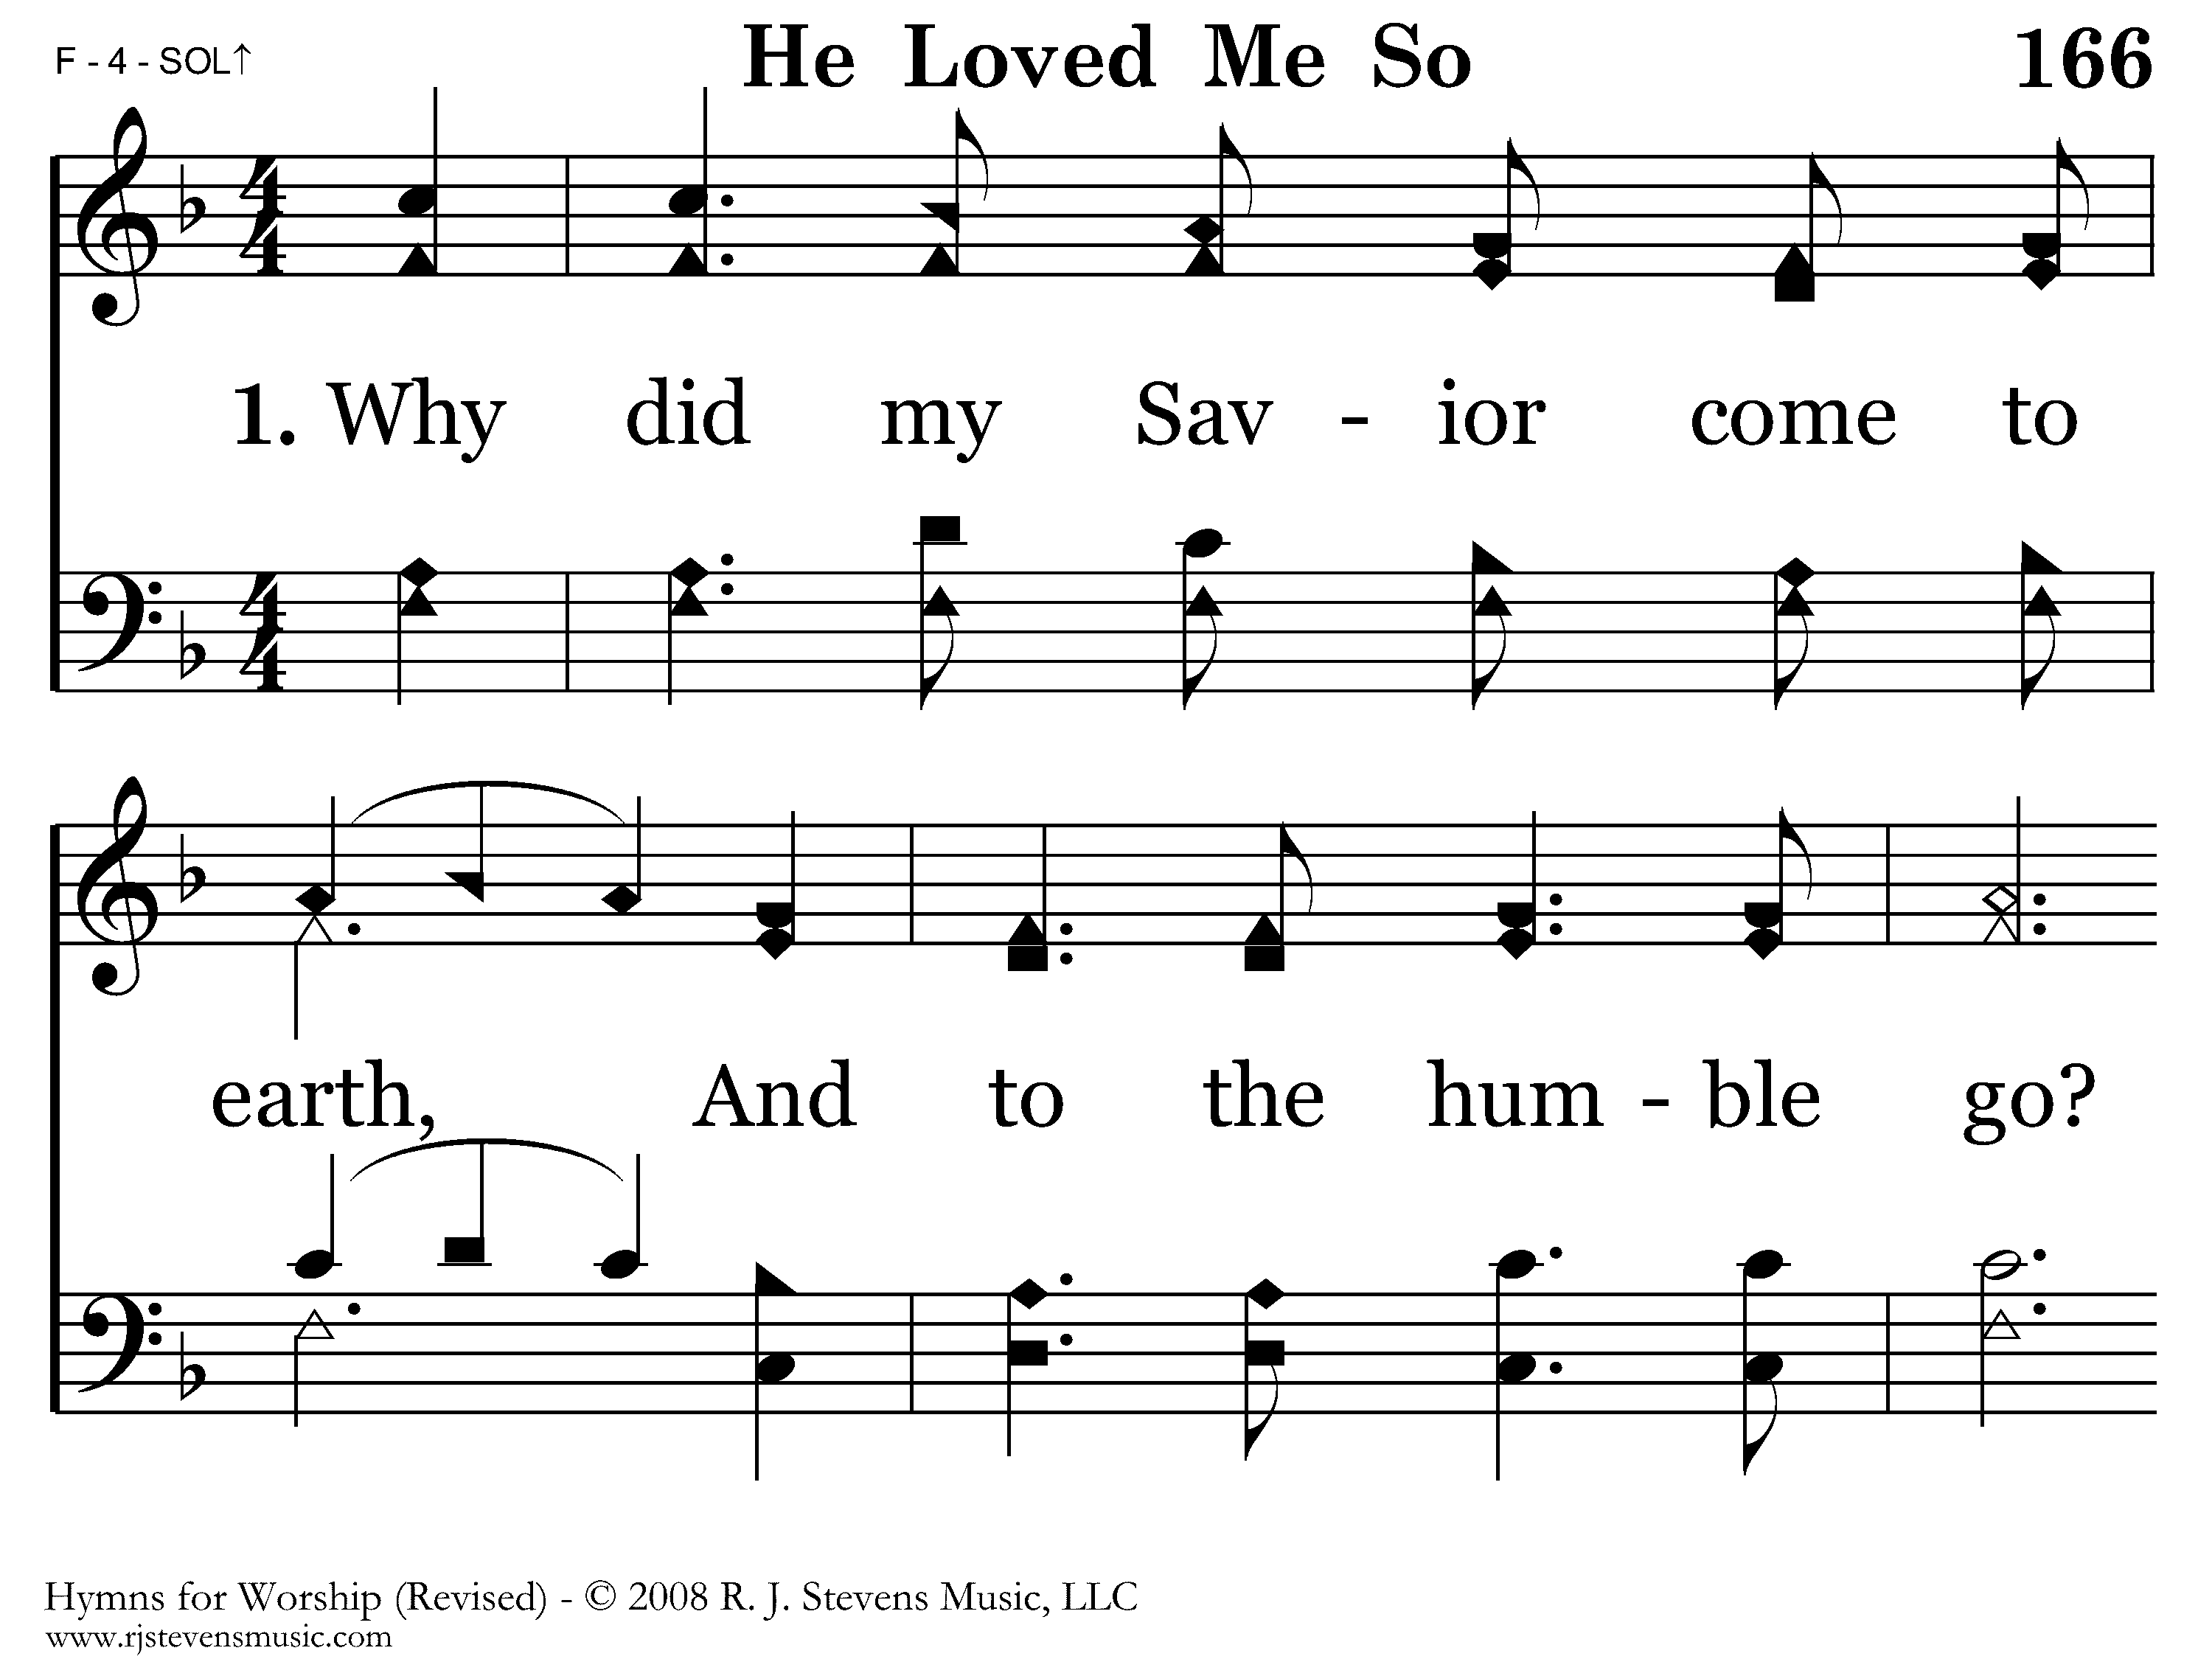 F - 4 - SOL↑ He Loved Me So 166
1. Why did my Sav - ior come to
earth, And to the hum - ble go?
Hymns for Worship (Revised) - © 2008 R. J. Stevens Music, LLC
www.rjstevensmusic.com